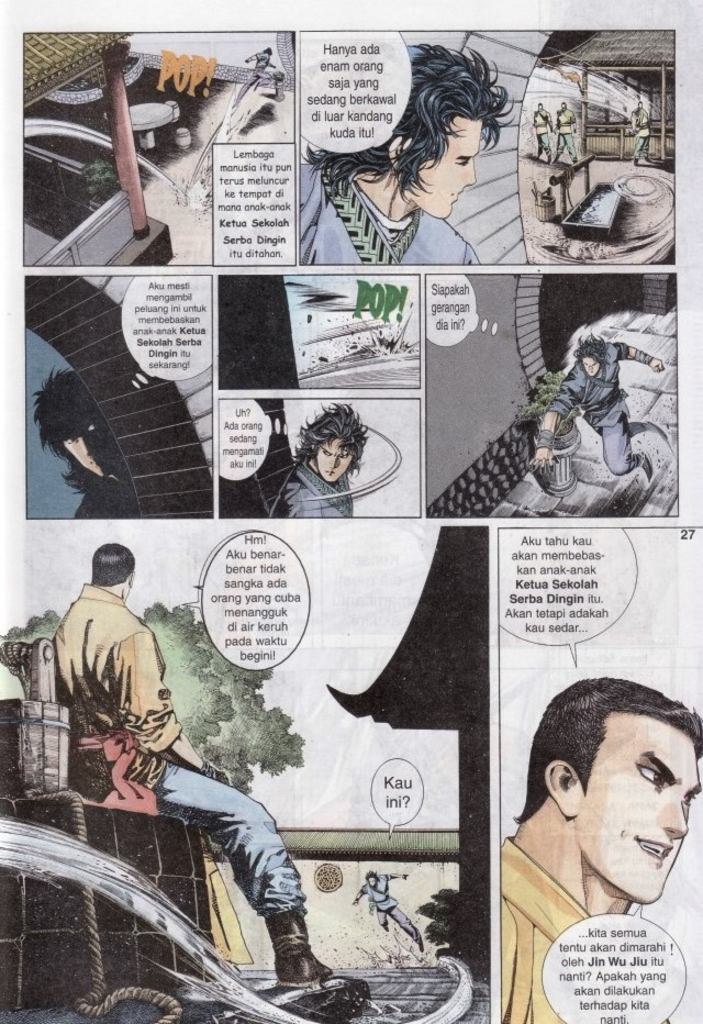 POP!
Lembaga
manusia itu pun
terus meluncur
ke tempat di
mana anak-anak
Ketua Sekolah
Serba Dingin
itu ditahan.
Hanya ada
enam orang
saja yang
sedang berkawal
di luar kandang
kuda itu!
Aku mesti
mengambil
peluang ini untuk
membebaskan
anak-anak Ketua
Sekolah Serba
Dingin itu
sekarang!
POP!
Uh?
Ada orang
sedang
mengamati
aku ini!
Siapakah
gerangan
dia ini?
27
Hm!
Aku benar-
benar tidak
sangka ada
orang yang cuba
menangguk
di air keruh
pada waktu
begini!
Kau
ini?
Aku tahu kau
akan membebas-
kan anak-anak
Ketua Sekolah
Serba Dingin itu.
Akan tetapi adakah
kau sedar...
...kita semua
tentu akan dimarahi
oleh Jin Wu Jiu itu
nanti? Apakah yang
akan dilakukan
terhadap kita
nanti.
!